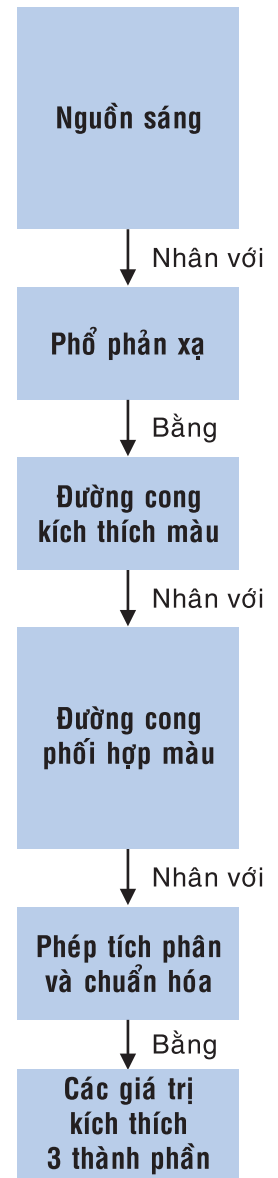 Nguồn sáng
Nhân với
Phổ phản xạ
Bằng
Đường cong
kích thích màu
Nhân với
Đường cong
phối hợp màu
Nhân với
Phép tích phân
và chuẩn hóa
Bằng
Các giá trị
kích thích
3 thành phần